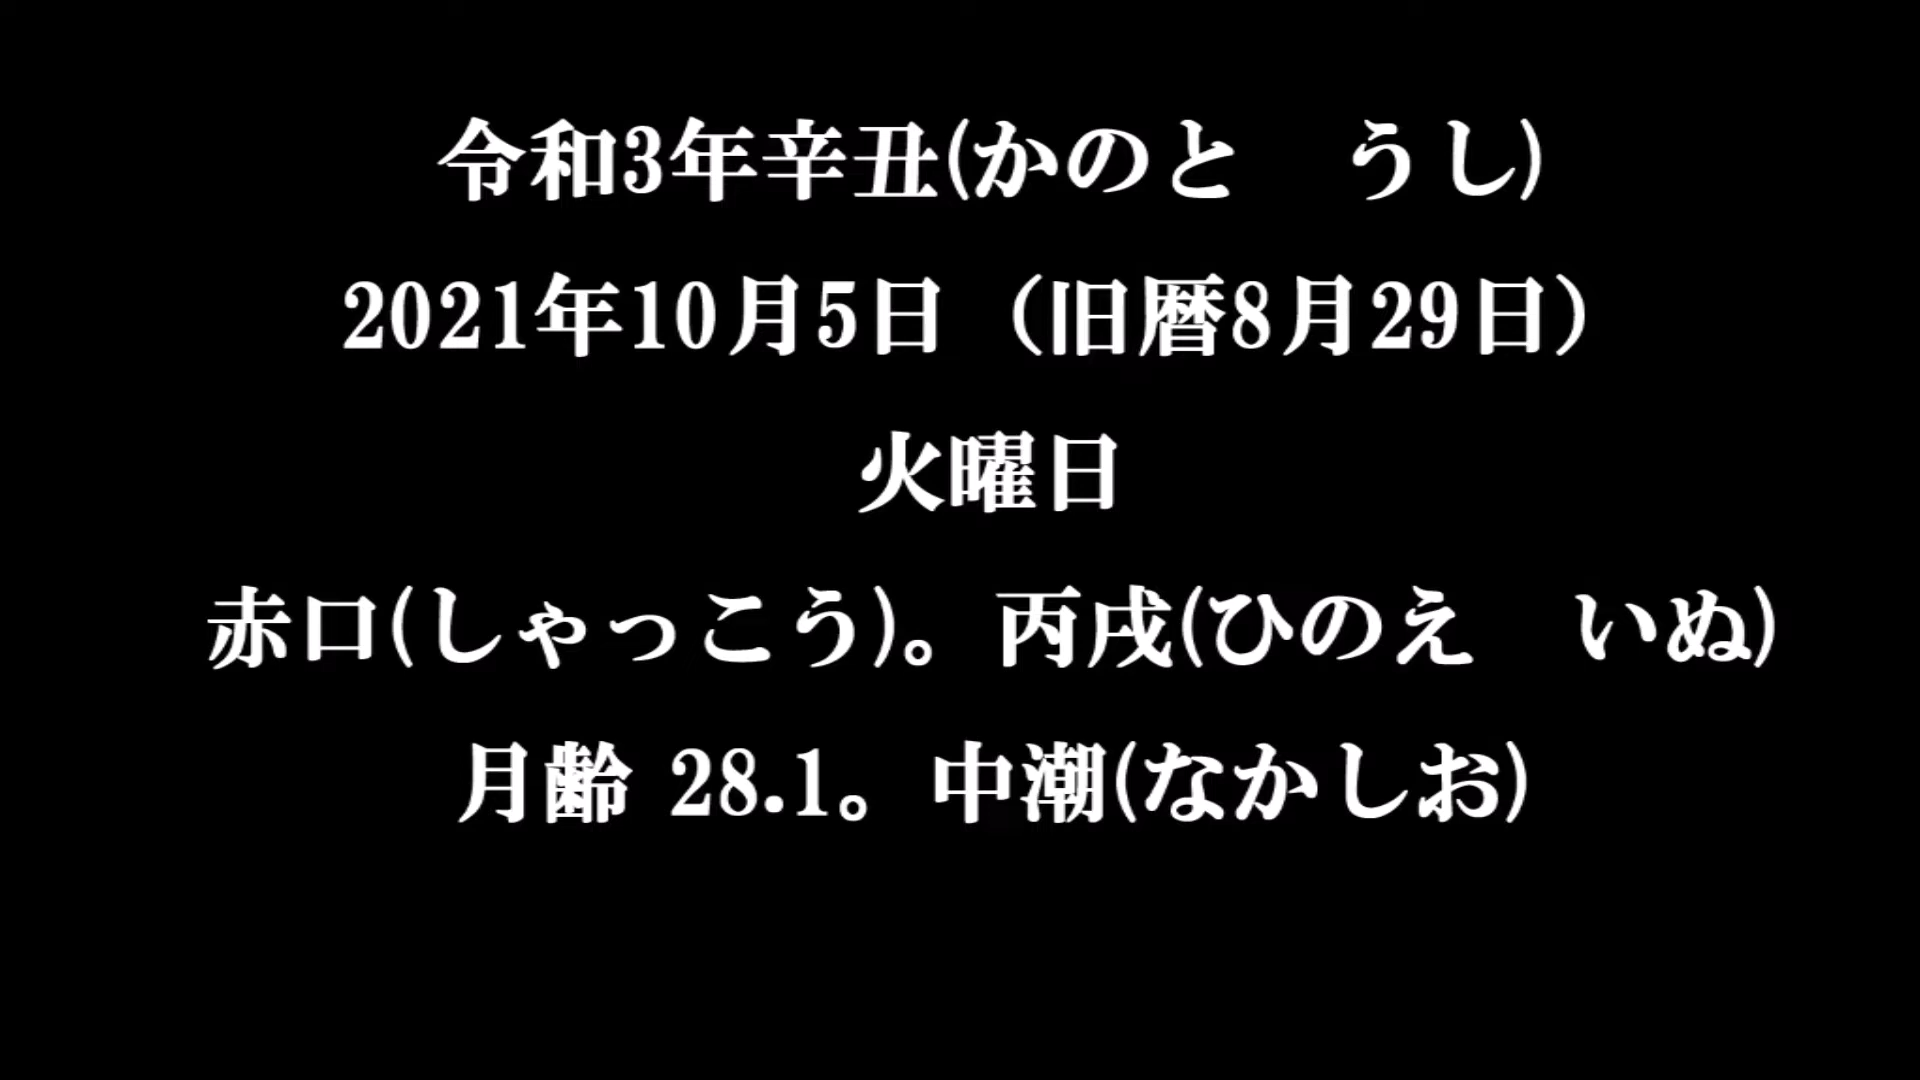 令和3年辛丑(かのと　うし)
2021年10月5日（旧暦8月29日）
火曜日
赤口(しゃっこう)。丙戌(ひのえ　いぬ)
月齢 28.1。中潮(なかしお)